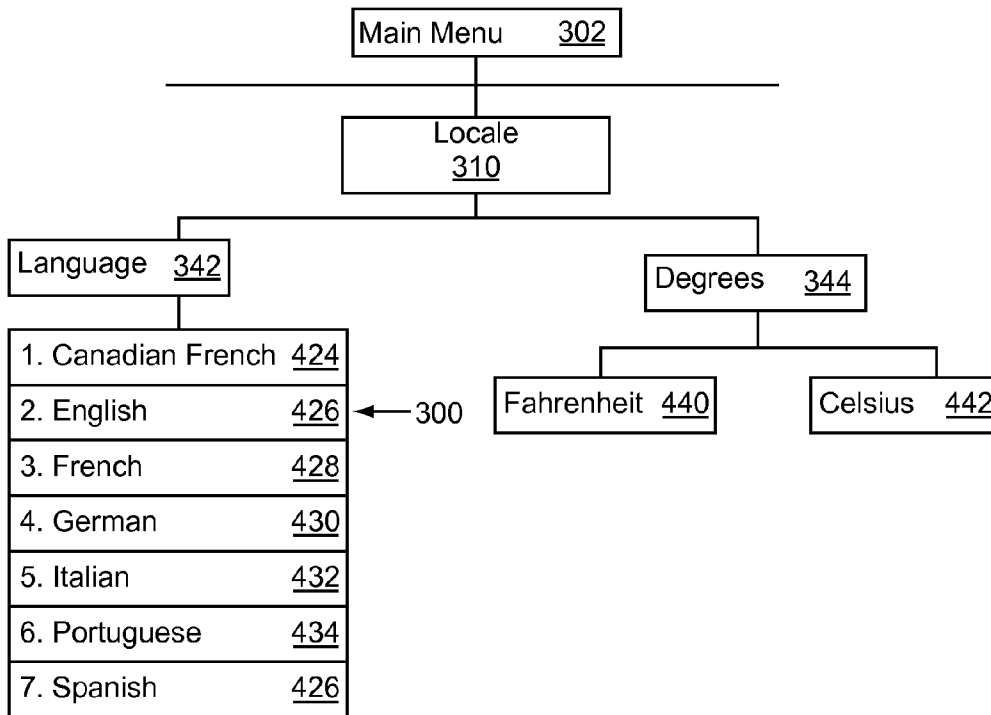 Main Menu 302
Locale
310
Language 342
Degrees 344
1. Canadian French 424
2. English 426
300
3. French 428
4. German 430
5. Italian 432
6. Portuguese 434
7. Spanish 426
Fahrenheit 440
Celsius 442